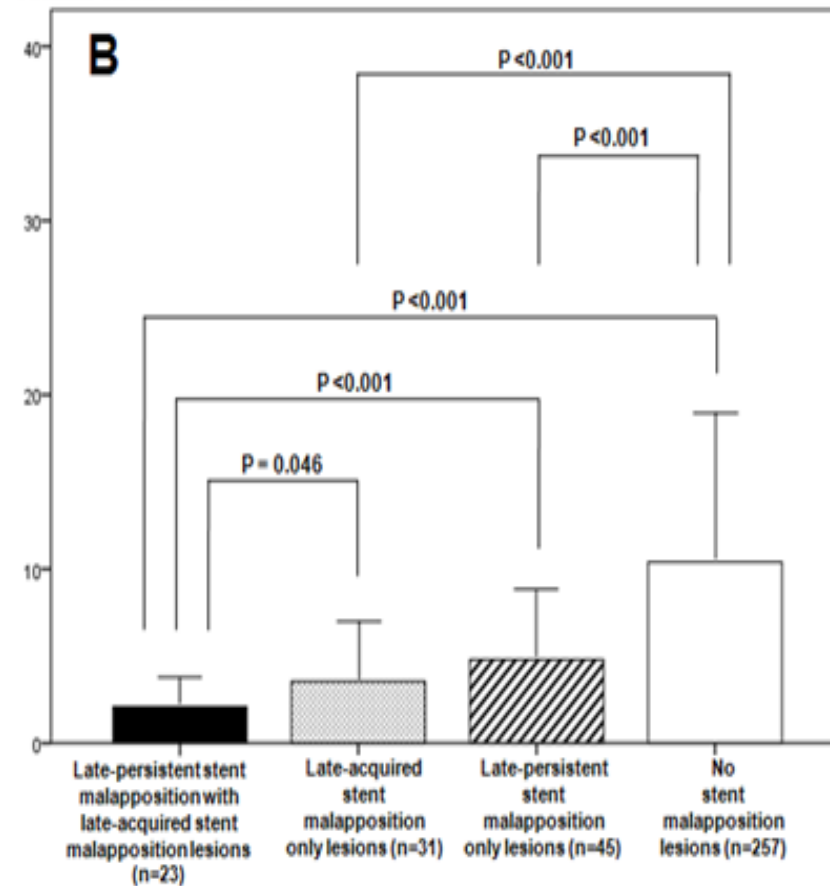 B
40
30
20
10
0
P <0.001
P <0.001
P <0.001
P <0.001
P = 0.046
Late-persistent stent
malapposition with
late-acquired stent
malapposition lesions
(n=23)
Late-acquired
stent
malapposition
only lesions (n=31)
Late-persistent
stent
malapposition
only lesions (n=45)
No
stent
malapposition
lesions (n=257)